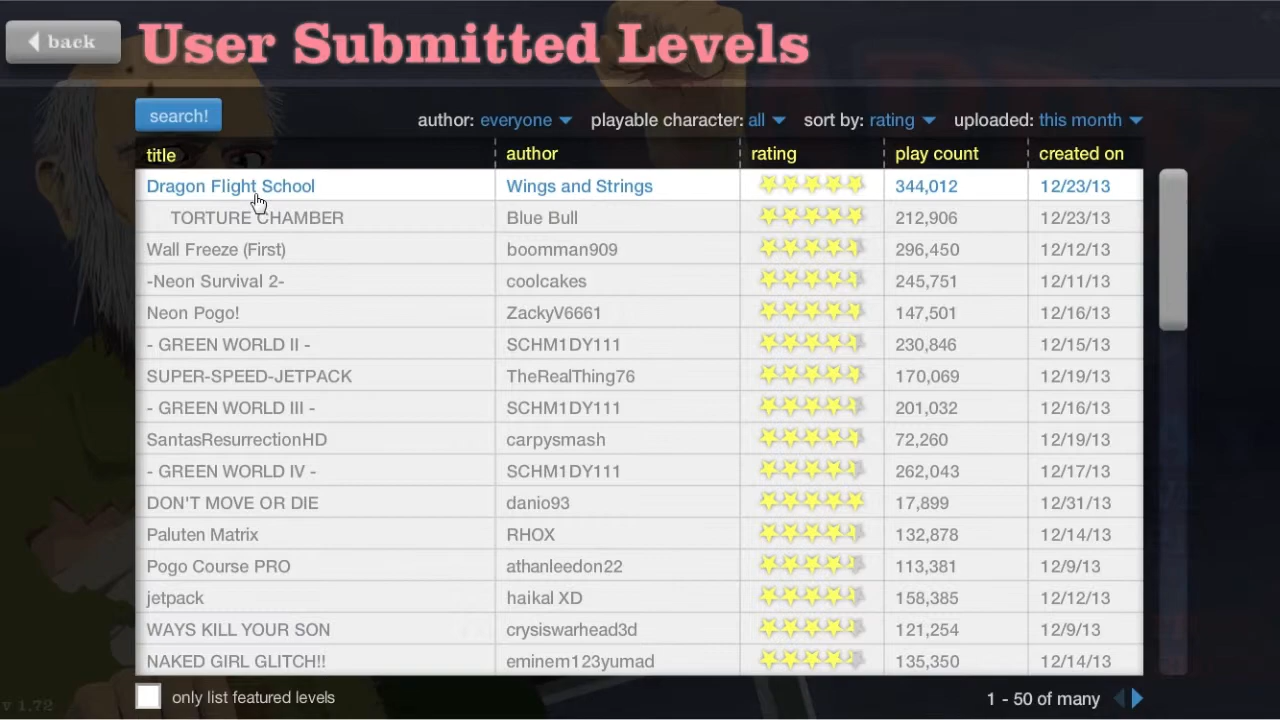 back
User Submitted Levels
search!
author: everyone playable character: all sort by: rating uploaded: this month
title author rating play count created on
Dragon Flight School Wings and Strings 344,012 12/23/13
TORTURE CHAMBER Blue Bull 212,906 12/23/13
Wall Freeze (First) boomman909 296,450 12/12/13
-Neon Survival 2- coolcakes 245,751 12/11/13
Neon Pogo! ZackyV6661 147,501 12/16/13
- GREEN WORLD II - SCHM1DY111 230,846 12/15/13
SUPER-SPEED-JETPACK TheRealThing76 170,069 12/19/13
- GREEN WORLD III - SCHM1DY111 201,032 12/16/13
SantasResurrectionHD carpysmash 72,260 12/19/13
- GREEN WORLD IV - SCHM1DY111 262,043 12/17/13
DON'T MOVE OR DIE danio93 17,899 12/31/13
Paluten Matrix RHOX 132,878 12/14/13
Pogo Course PRO athanleedon22 113,381 12/9/13
jetpack haikal XD 158,385 12/12/13
WAYS KILL YOUR SON crysiswarhead3d 121,254 12/9/13
NAKED GIRL GLITCH!! eminem123yumad 135,350 12/14/13
only list featured levels 1 - 50 of many
v 1.72